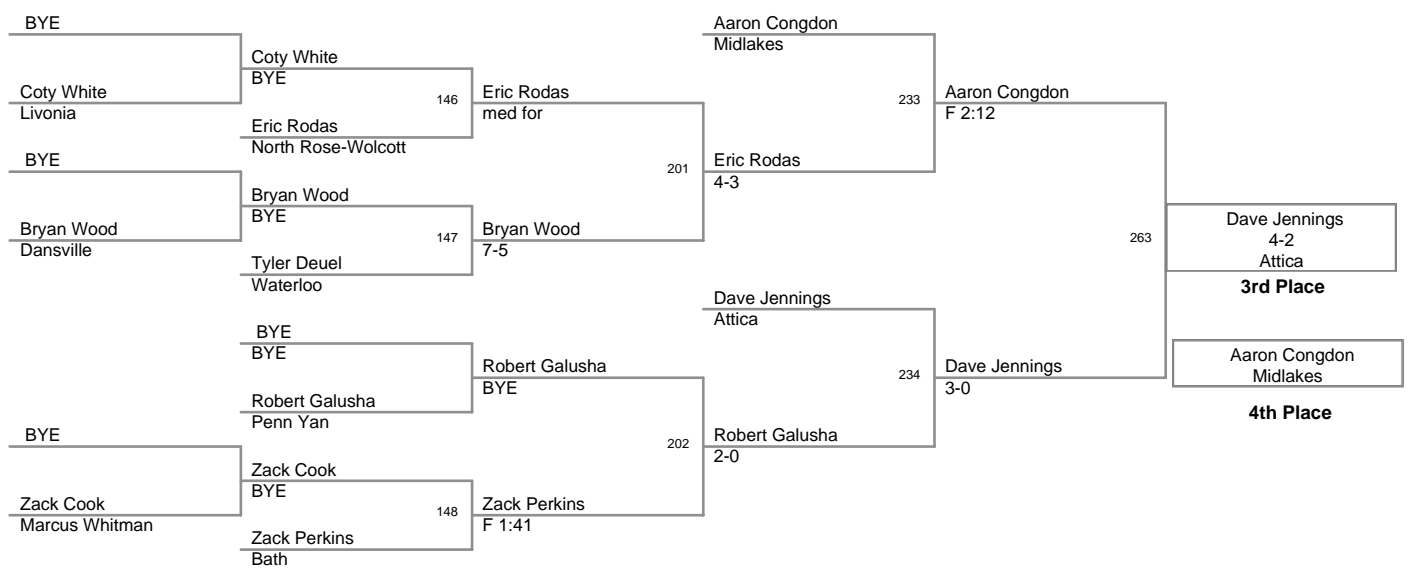 BYE
Coty White
Livonia
BYE
Bryan Wood
Dansville
BYE
Zack Cook
Marcus Whitman
Coty White
BYE
146
Eric Rodas
North Rose-Wolcott
Bryan Wood
BYE
147
Tyler Deuel
Waterloo
BYE
BYE
Robert Galusha
Penn Yan
Zack Cook
BYE
148
Zack Perkins
Bath
Eric Rodas
med for
201
Bryan Wood
7-5
Robert Galusha
BYE
202
Zack Perkins
F 1:41
Aaron Congdon
Midlakes
233
Eric Rodas
4-3
Dave Jennings
Attica
234
Robert Galusha
2-0
Aaron Congdon
F 2:12
263
Dave Jennings
3-0
Dave Jennings
4-2
Attica
3rd Place
Aaron Congdon
Midlakes
4th Place